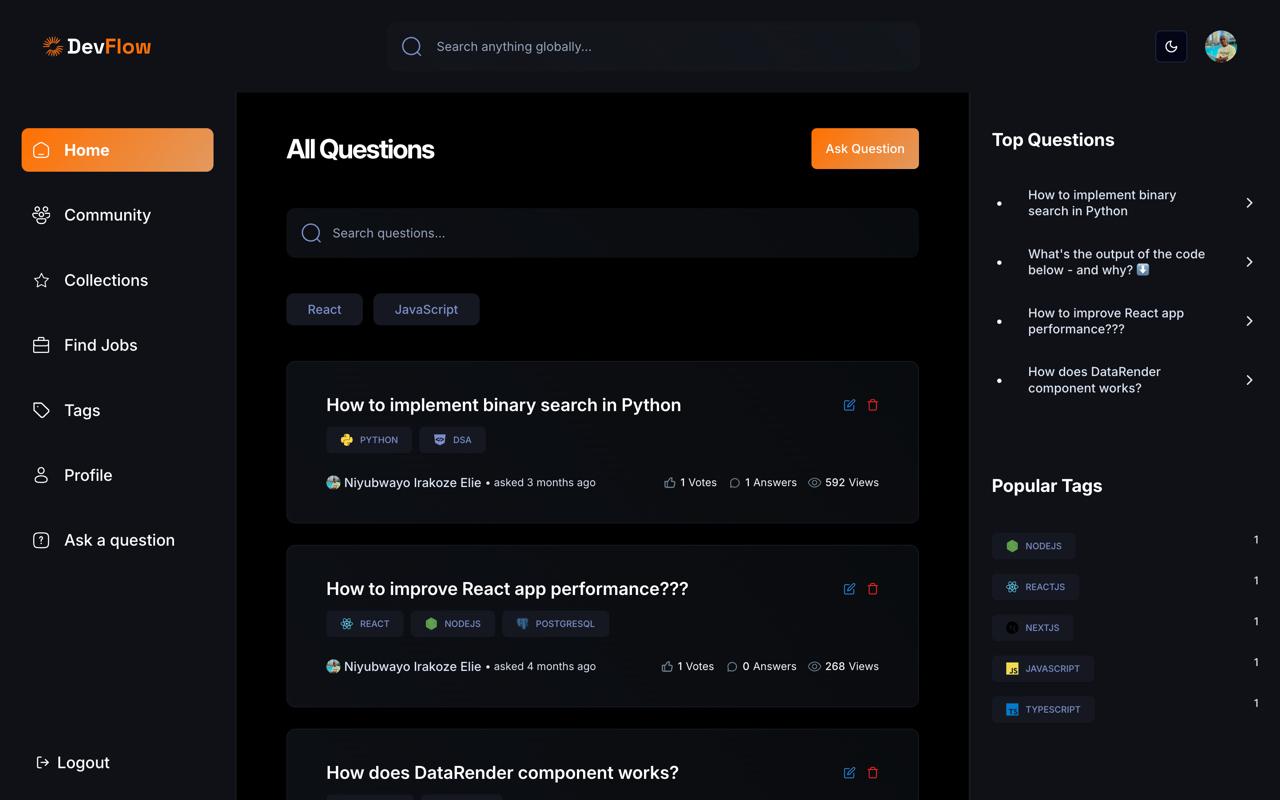 DevFlow
Search anything globally...
Home
Community
Collections
Find Jobs
Tags
Profile
Ask a question
Logout
All Questions
Ask Question
Search questions...
React
JavaScript
How to implement binary search in Python
PYTHON
DSA
Niyubwayo Irakoze Elie • asked 3 months ago
1 Votes
1 Answers
592 Views
How to improve React app performance???
REACT
NODEJS
POSTGRESQL
Niyubwayo Irakoze Elie • asked 4 months ago
1 Votes
0 Answers
268 Views
How does DataRender component works?
Top Questions
How to implement binary
search in Python
What's the output of the code
below - and why? ⬇️
How to improve React app
performance???
How does DataRender
component works?
Popular Tags
NODEJS
1
REACTJS
1
NEXTJS
1
JS
JAVASCRIPT
1
TS
TYPESCRIPT
1